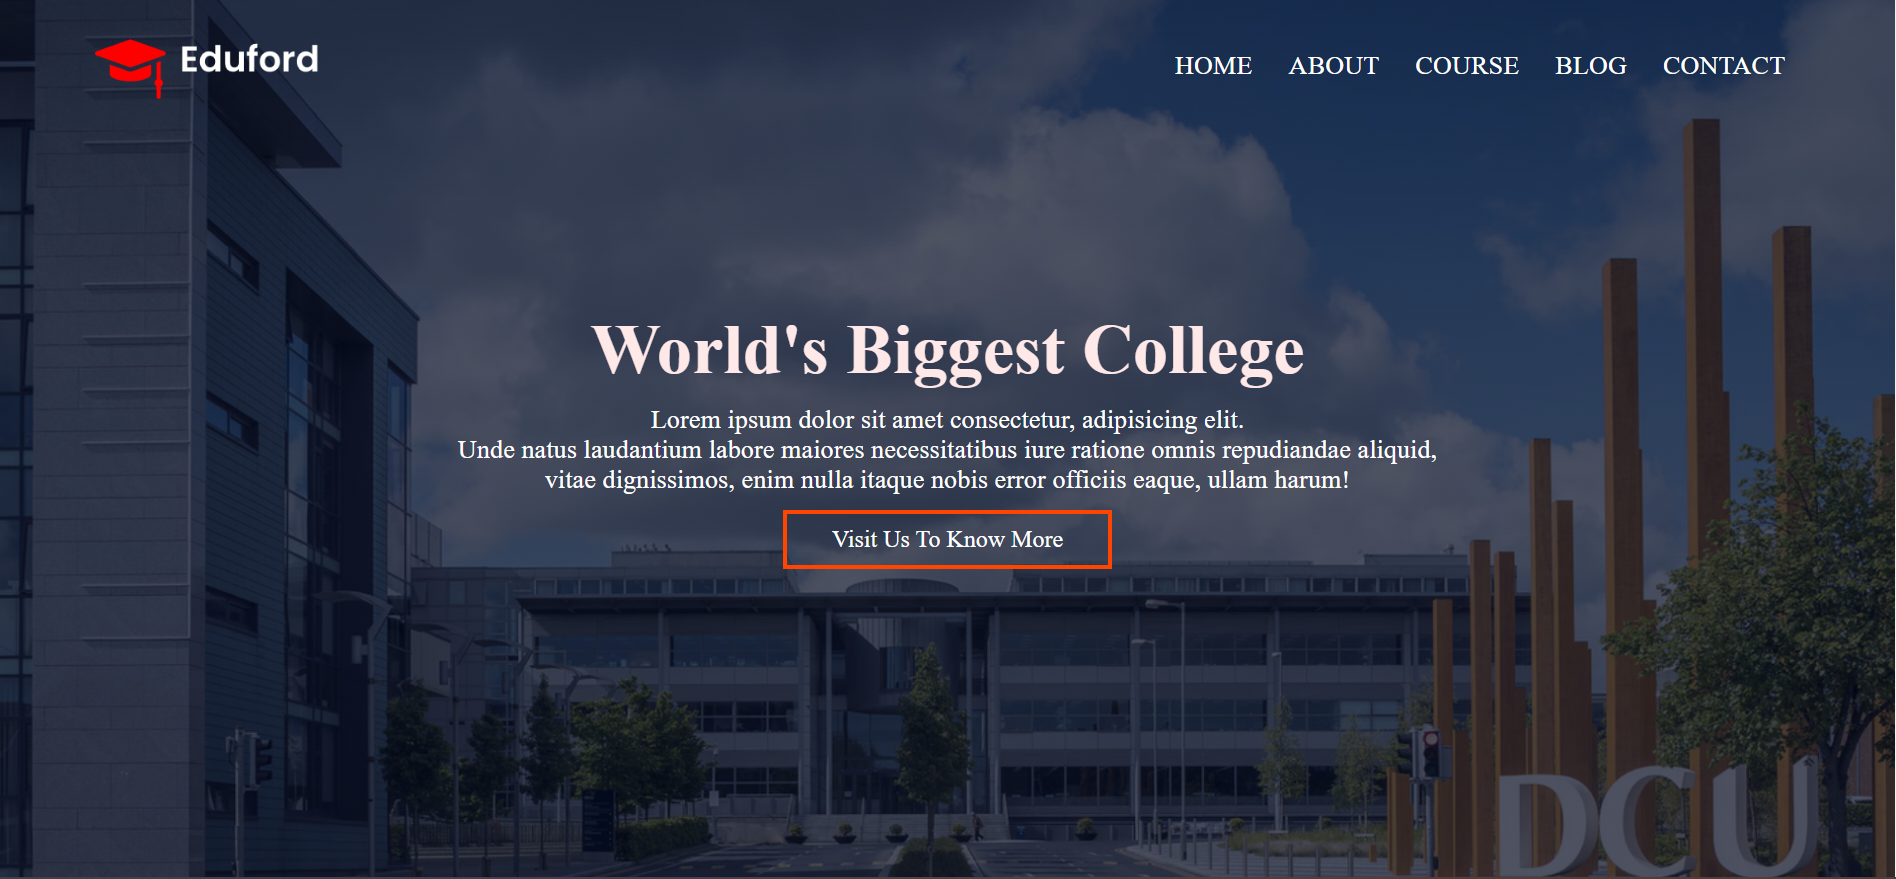 Eduford
HOME ABOUT COURSE BLOG CONTACT
World's Biggest College
Lorem ipsum dolor sit amet consectetur, adipisicing elit.
Unde natus laudantium labore maiores necessitatibus iure ratione omnis repudiandae aliquid,
vitae dignissimos, enim nulla itaque nobis error officiis eaque, ullam harum!
Visit Us To Know More
DCU